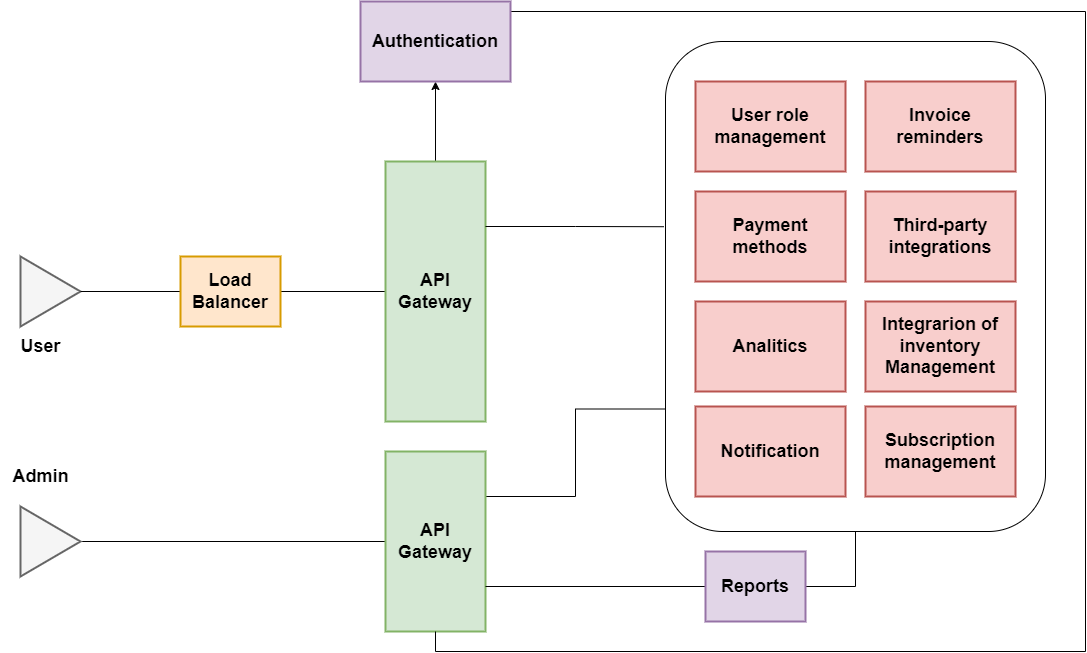 Authentication
User role
management
Invoice
reminders
Payment
methods
Third-party
integrations
API
Gateway
Load
Balancer
User
Analitics
Integrarion of
inventory
Management
Notification
Subscription
management
Admin
API
Gateway
Reports